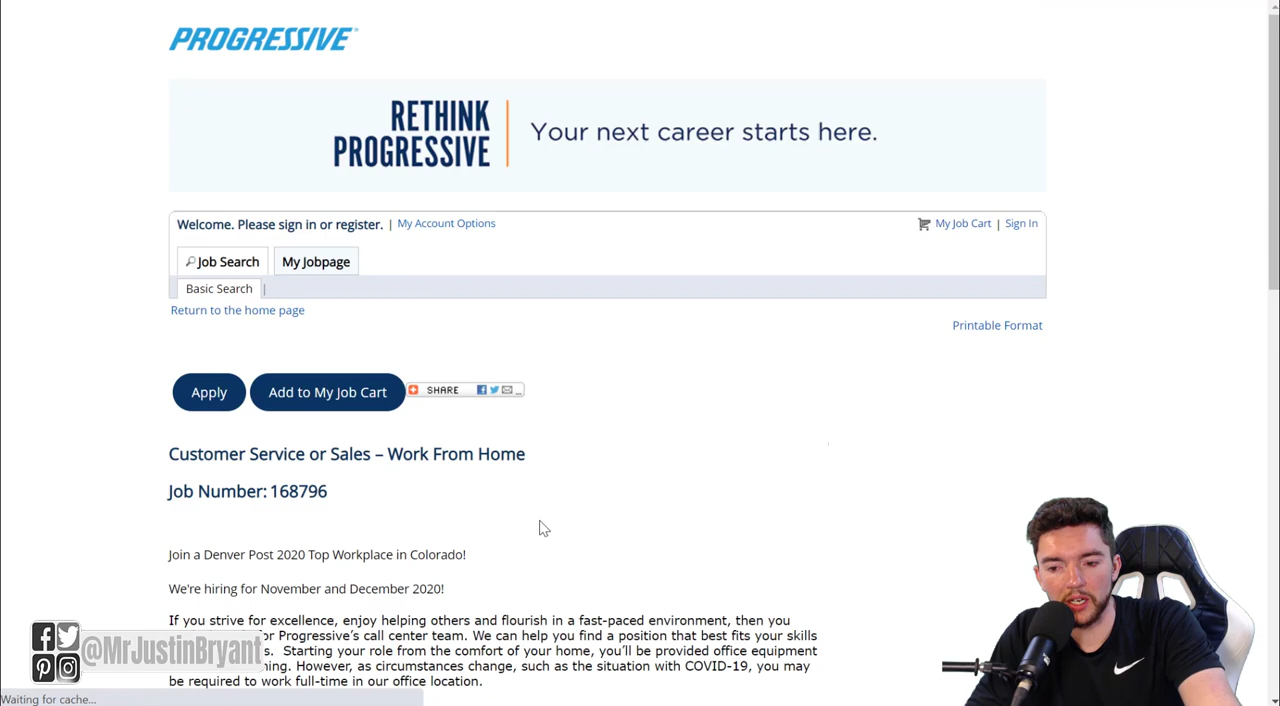 PROGRESSIVE
RETHINK
PROGRESSIVE
Your next career starts here.
Welcome. Please sign in or register. | My Account Options
My Job Cart | Sign In
Job Search
My Jobpage
Basic Search |
Return to the home page
Printable Format
Apply
Add to My Job Cart
SHARE
Customer Service or Sales – Work From Home
Job Number: 168796
Join a Denver Post 2020 Top Workplace in Colorado!
We're hiring for November and December 2020!
If you strive for excellence, enjoy helping others and flourish in a fast-paced environment, then you
for Progressive's call center team. We can help you find a position that best fits your skills
Starting your role from the comfort of your home, you'll be provided office equipment
However, as circumstances change, such as the situation with COVID-19, you may
be required to work full-time in our office location.
@MrJustinBryant
Waiting for cache...